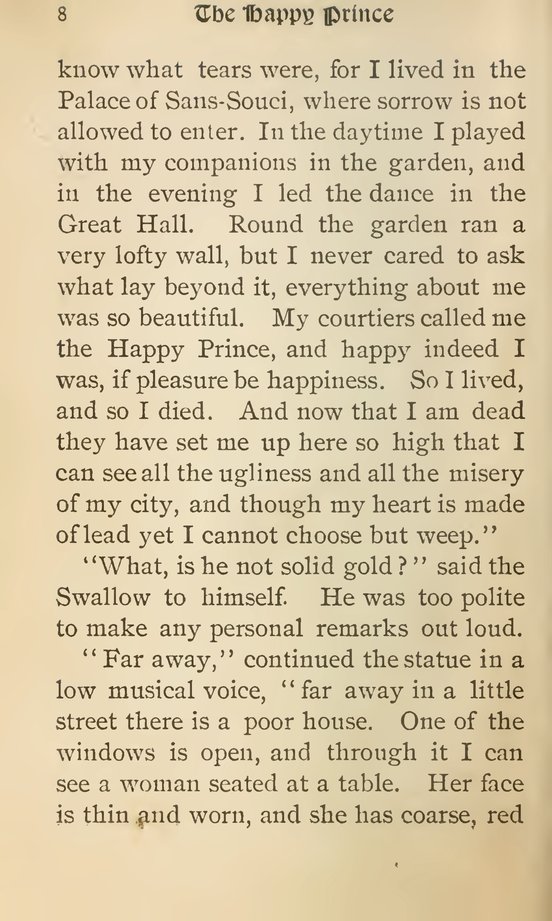 8 The Happy Prince
know what tears were, for I lived in the
Palace of Sans-Souci, where sorrow is not
allowed to enter. In the daytime I played
with my companions in the garden, and
in the evening I led the dance in the
Great Hall. Round the garden ran a
very lofty wall, but I never cared to ask
what lay beyond it, everything about me
was so beautiful. My courtiers called me
the Happy Prince, and happy indeed I
was, if pleasure be happiness. So I lived,
and so I died. And now that I am dead
they have set me up here so high that I
can see all the ugliness and all the misery
of my city, and though my heart is made
of lead yet I cannot choose but weep."
"What, is he not solid gold?" said the
Swallow to himself. He was too polite
to make any personal remarks out loud.
"Far away," continued the statue in a
low musical voice, "far away in a little
street there is a poor house. One of the
windows is open, and through it I can
see a woman seated at a table. Her face
is thin and worn, and she has coarse, red